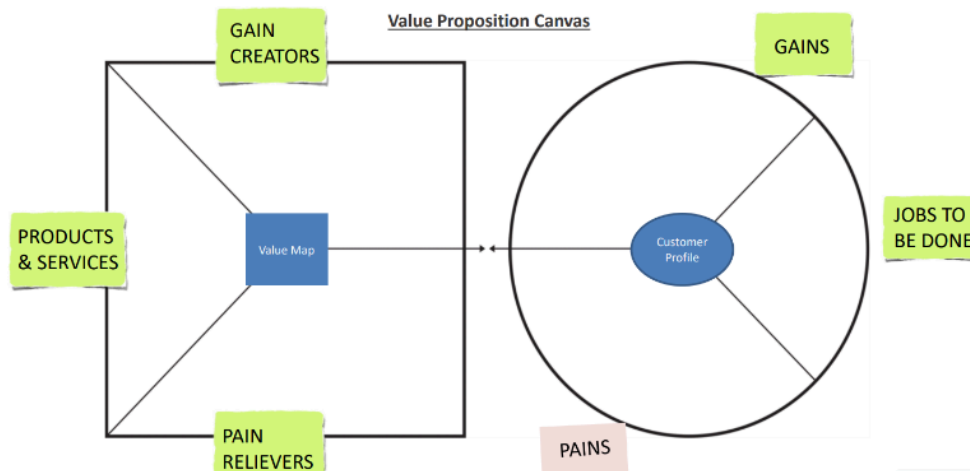 Value Proposition Canvas
GAIN
CREATORS
GAINS
PRODUCTS
& SERVICES
Value Map
Customer
Profile
JOBS TO
BE DONE
PAIN
RELIEVERS
PAINS